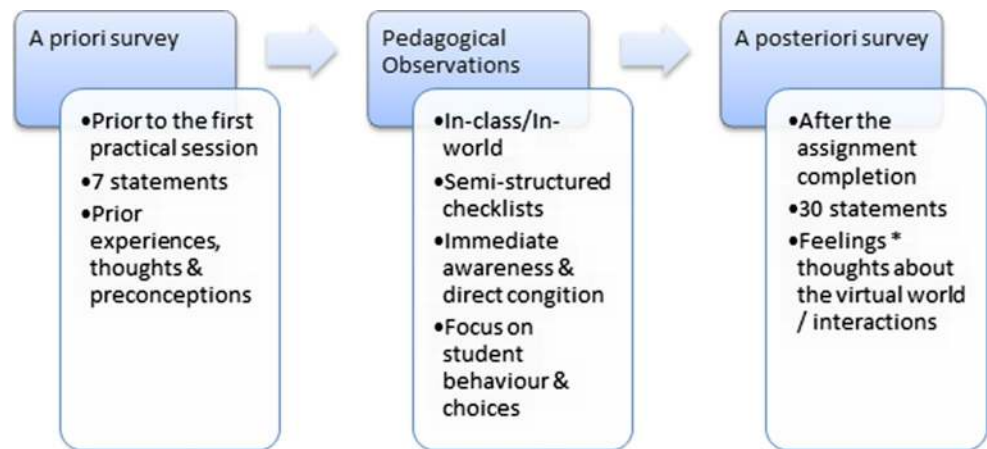 A priori survey
•Prior to the first
practical session
•7 statements
•Prior
experiences,
thoughts &
preconceptions
Pedagogical
Observations
•In-class/In-
world
•Semi-structured
checklists
•Immediate
awareness &
direct congition
•Focus on
student
behaviour &
choices
A posteriori survey
•After the
assignment
completion
•30 statements
•Feelings *
thoughts about
the virtual world
/ interactions